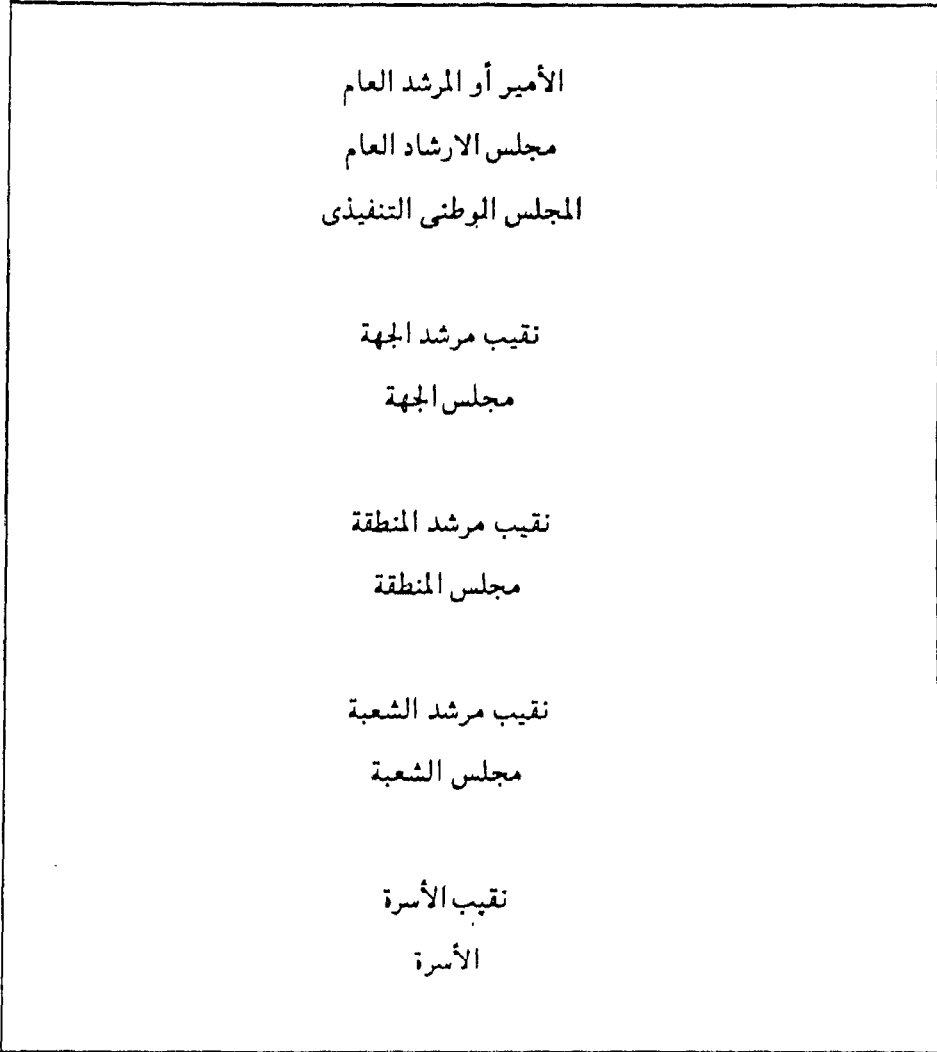 الأمير أو المرشد العام
مجلس الارشاد العام
المجلس الوطنى التنفيذى
نقيب مرشد الجهة
مجلس الجهة
نقيب مرشد المنطقة
مجلس المنطقة
نقيب مرشد الشعبة
مجلس الشعبة
نقيب الأسرة
الأسرة